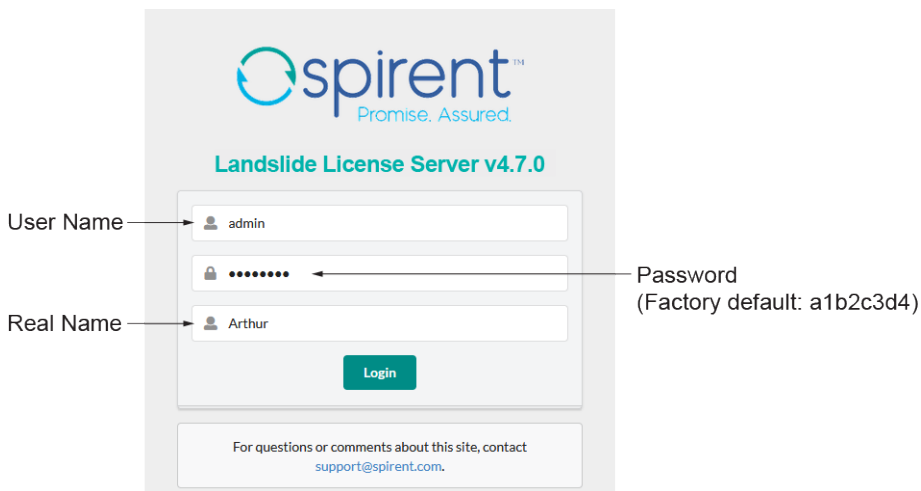 spirent™
Promise. Assured.
Landslide License Server v4.7.0
User Name
admin
••••••••
Password
(Factory default: a1b2c3d4)
Real Name
Arthur
Login
For questions or comments about this site, contact
support@spirent.com.